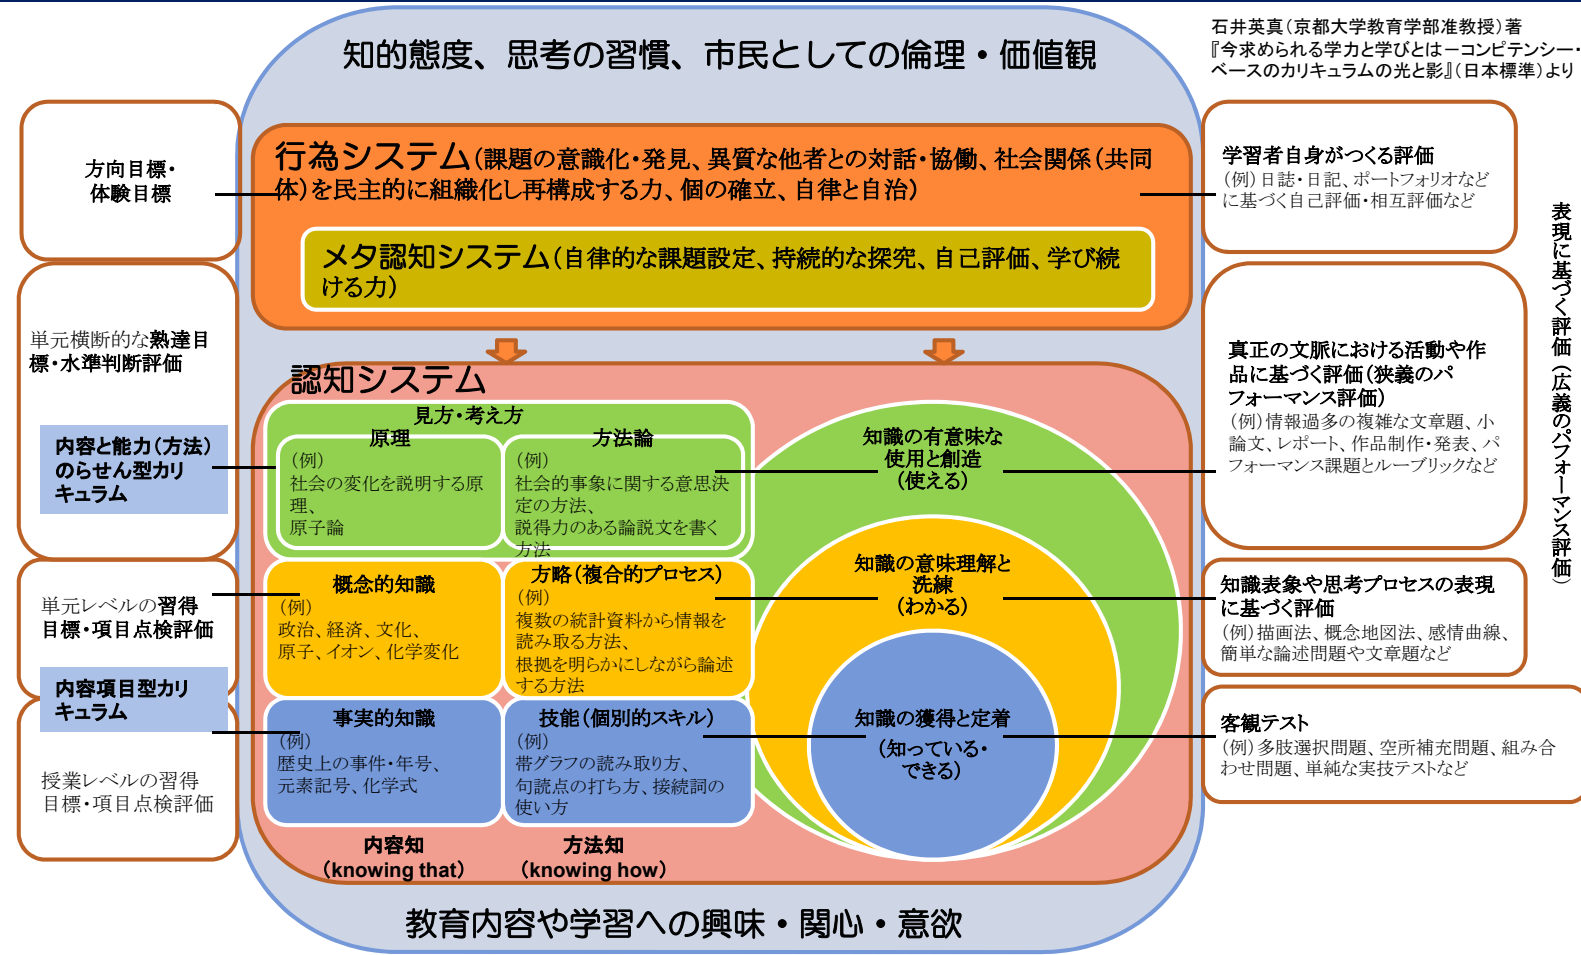 石井英真（京都大学教育学部准教授）著
『今求められる学力と学びとは－コンピテンシー・
ベースのカリキュラムの光と影』（日本標準）より
知的態度、思考の習慣、市民としての倫理・価値観
方向目標・
体験目標
行為システム（課題の意識化・発見、異質な他者との対話・協働、社会関係（共同
体）を民主的に組織化し再構成する力、個の確立、自律と自治）
メタ認知システム（自律的な課題設定、持続的な探究、自己評価、学び続
ける力）
学習者自身がつくる評価
（例）日誌・日記、ポートフォリオなど
に基づく自己評価・相互評価など
表現に基づく評価（広義のパフォーマンス評価）
単元横断的な熟達目
標・水準判断評価
内容と能力（方法）
のらせん型カリ
キュラム
認知システム
見方・考え方
原理
（例）
社会の変化を説明する原
理、
原子論
方法論
（例）
社会的事象に関する意思決
定の方法、
説得力のある論説文を書く
方法
知識の有意味な
使用と創造
（使える）
真正の文脈における活動や作
品に基づく評価（狭義のパ
フォーマンス評価）
（例）情報過多の複雑な文章題、小
論文、レポート、作品制作・発表、パ
フォーマンス課題とルーブリックなど
単元レベルの習得
目標・項目点検評価
概念的知識
（例）
政治、経済、文化、
原子、イオン、化学変化
方略（複合的プロセス）
（例）
複数の統計資料から情報を
読み取る方法、
根拠を明らかにしながら論述
する方法
知識の意味理解と
洗練
（わかる）
知識表象や思考プロセスの表現
に基づく評価
（例）描画法、概念地図法、感情曲線、
簡単な論述問題や文章題など
内容項目型カリ
キュラム
授業レベルの習得
目標・項目点検評価
事実的知識
（例）
歴史上の事件・年号、
元素記号、化学式
技能（個別的スキル）
（例）
帯グラフの読み取り方、
句読点の打ち方、接続詞の
使い方
知識の獲得と定着
（知っている・
できる）
客観テスト
（例）多肢選択問題、空所補充問題、組み合
わせ問題、単純な実技テストなど
内容知
（knowing that）
方法知
（knowing how）
教育内容や学習への興味・関心・意欲